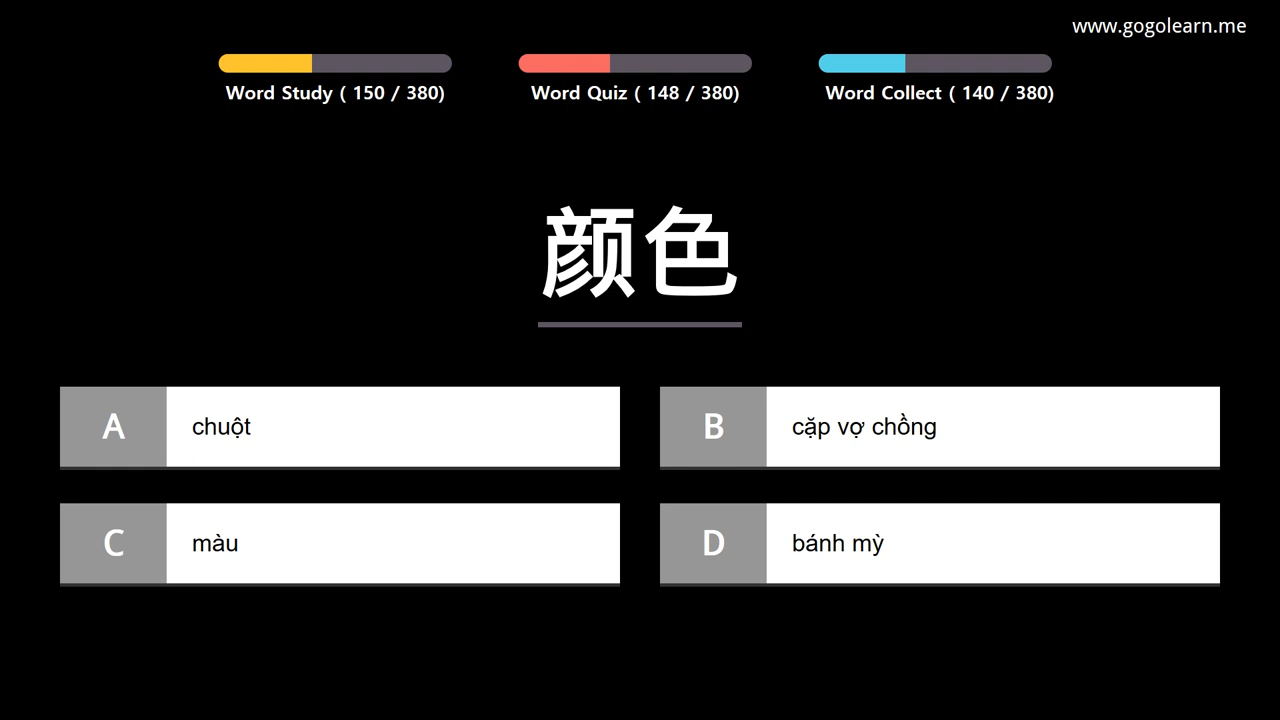 www.gogolearn.me
Word Study ( 150 / 380)
Word Quiz ( 148 / 380)
Word Collect ( 140 / 380)
颜色
A chuột
B cặp vợ chồng
C màu
D bánh mỳ